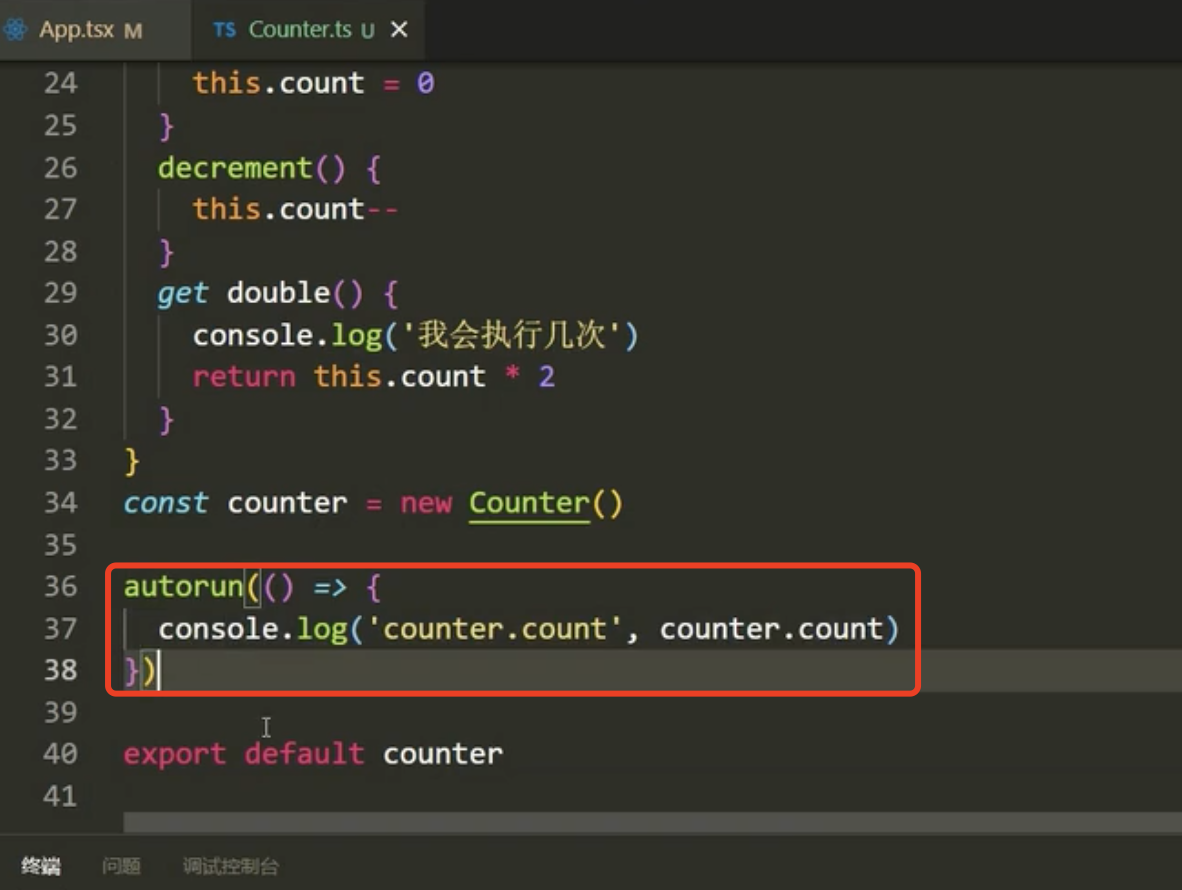 App.tsx M TS Counter.ts U
24 this.count = 0
25 }
26 decrement() {
27 this.count--
28 }
29 get double() {
30 console.log('我会执行几次')
31 return this.count * 2
32 }
33 }
34 const counter = new Counter()
35
36 autorun(() => {
37 console.log('counter.count', counter.count)
38 })
39
40 export default counter
41
终端 问题 调试控制台